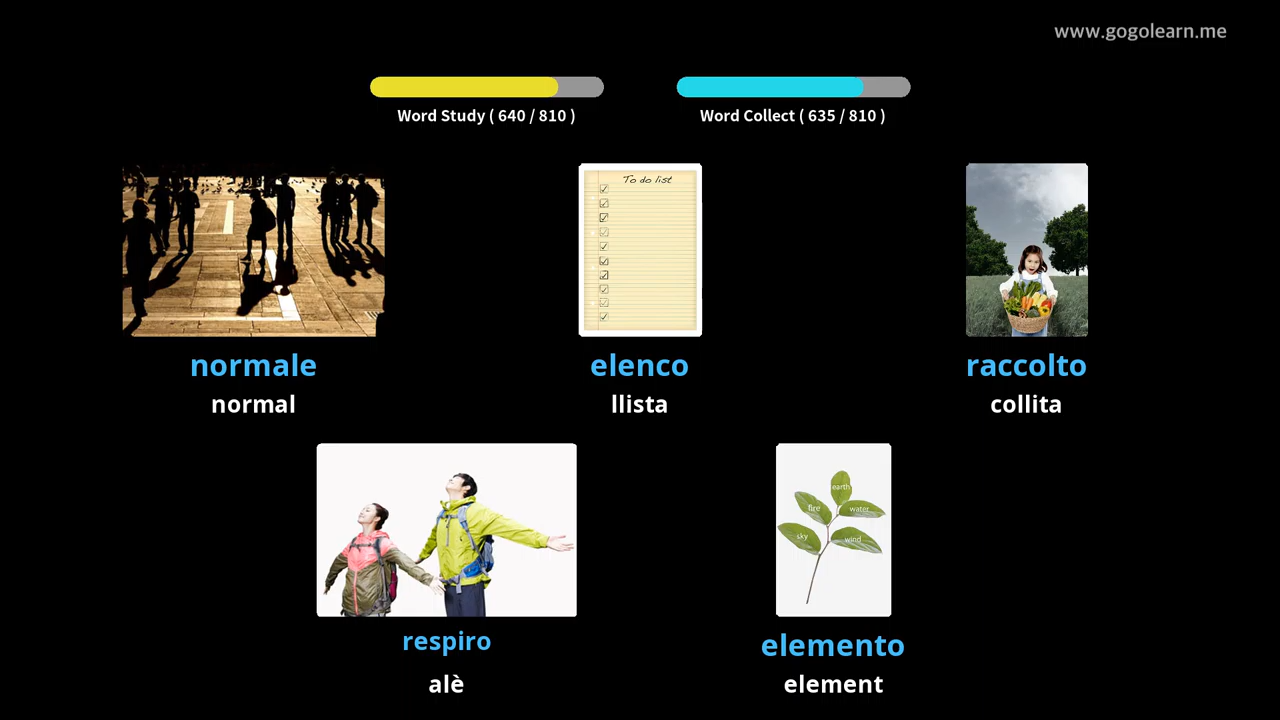 www.gogolearn.me
Word Study ( 640 / 810 )
Word Collect ( 635 / 810 )
To do list
normale
normal
elenco
llista
raccolto
collita
earth
fire
water
sky
wind
respiro
alè
elemento
element